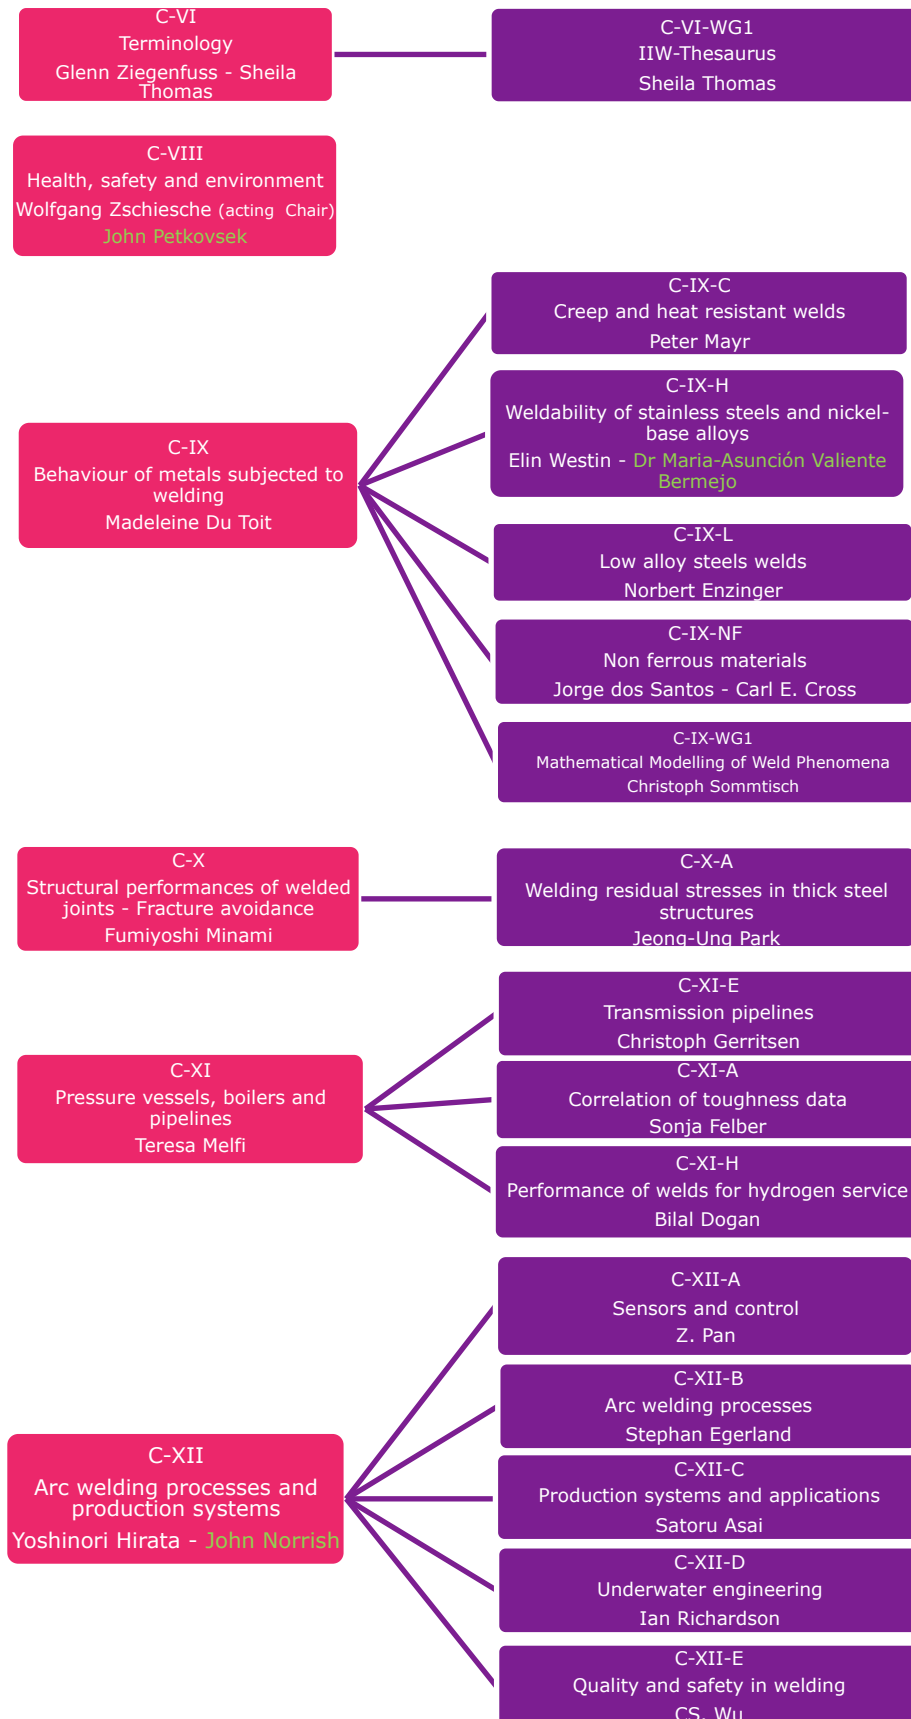 C-VI
Terminology
Glenn Ziegenfuss - Sheila
Thomas
C-VI-WG1
IIW-Thesaurus
Sheila Thomas
C-VIII
Health, safety and environment
Wolfgang Zschiesche (acting Chair)
John Petkovsek
C-IX
Behaviour of metals subjected to
welding
Madeleine Du Toit
C-IX-C
Creep and heat resistant welds
Peter Mayr
C-IX-H
Weldability of stainless steels and nickel-
base alloys
Elin Westin - Dr Maria-Asunción Valiente
Bermejo
C-IX-L
Low alloy steels welds
Norbert Enzinger
C-IX-NF
Non ferrous materials
Jorge dos Santos - Carl E. Cross
C-IX-WG1
Mathematical Modelling of Weld Phenomena
Christoph Sommtisch
C-X
Structural performances of welded
joints - Fracture avoidance
Fumiyoshi Minami
C-X-A
Welding residual stresses in thick steel
structures
Jeong-Ung Park
C-XI
Pressure vessels, boilers and
pipelines
Teresa Melfi
C-XI-E
Transmission pipelines
Christoph Gerritsen
C-XI-A
Correlation of toughness data
Sonja Felber
C-XI-H
Performance of welds for hydrogen service
Bilal Dogan
C-XII
Arc welding processes and
production systems
Yoshinori Hirata - John Norrish
C-XII-A
Sensors and control
Z. Pan
C-XII-B
Arc welding processes
Stephan Egerland
C-XII-C
Production systems and applications
Satoru Asai
C-XII-D
Underwater engineering
Ian Richardson
C-XII-E
Quality and safety in welding
CS. Wu